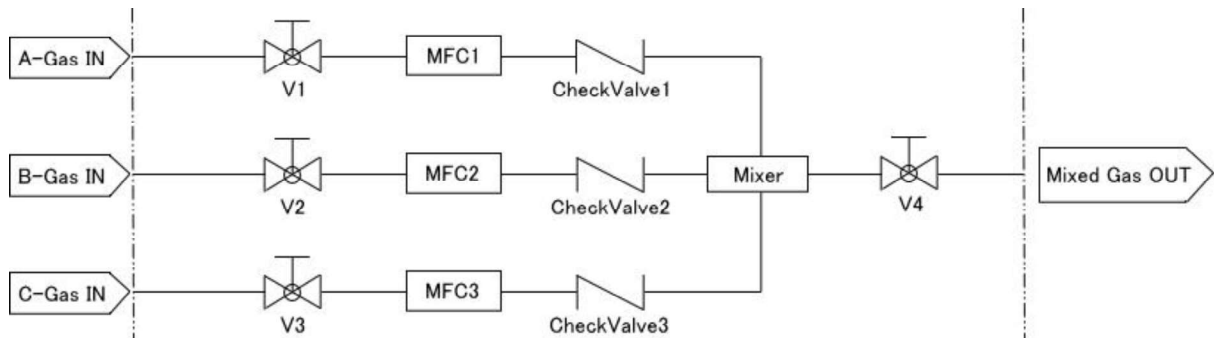 A-Gas IN
V1
MFC1
CheckValve1
B-Gas IN
V2
MFC2
CheckValve2
Mixer
V4
Mixed Gas OUT
C-Gas IN
V3
MFC3
CheckValve3